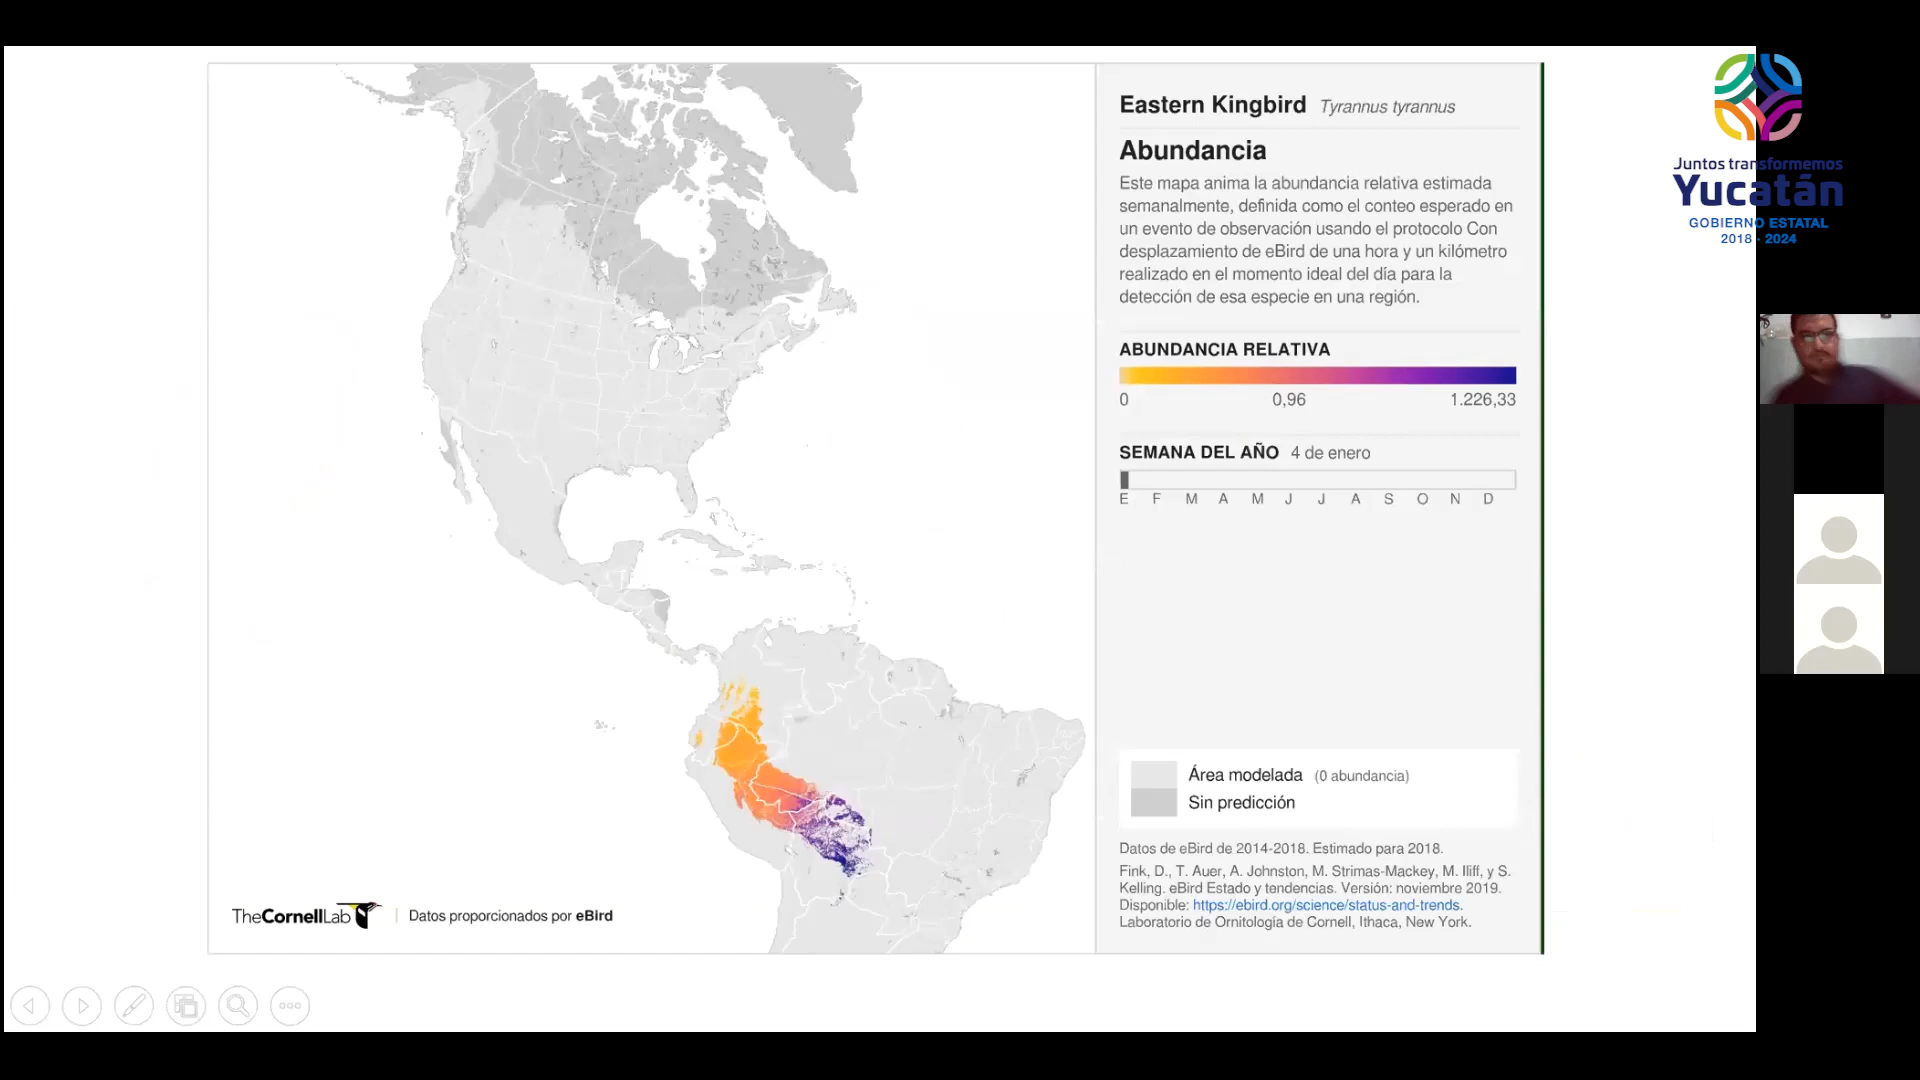 Eastern Kingbird Tyrannus tyrannus
Abundancia
Este mapa anima la abundancia relativa estimada
semanalmente, definida como el conteo esperado en
un evento de observación usando el protocolo Con
desplazamiento de eBird de una hora y un kilómetro
realizado en el momento ideal del día para la
detección de esa especie en una región.
ABUNDANCIA RELATIVA
0 0,96 1.226,33
SEMANA DEL AÑO 4 de enero
E F M A M J J A S O N D
Área modelada (0 abundancia)
Sin predicción
Datos de eBird de 2014-2018. Estimado para 2018.
Fink, D., T. Auer, A. Johnston, M. Strimas-Mackey, M. Iliff, y S.
Kelling. eBird Estado y tendencias. Versión: noviembre 2019.
Disponible: https://ebird.org/science/status-and-trends.
Laboratorio de Ornitología de Cornell, Ithaca, New York.
TheCornellLab Datos proporcionados por eBird
Juntos transformemos
Yucatán
GOBIERNO ESTATAL
2018 - 2024